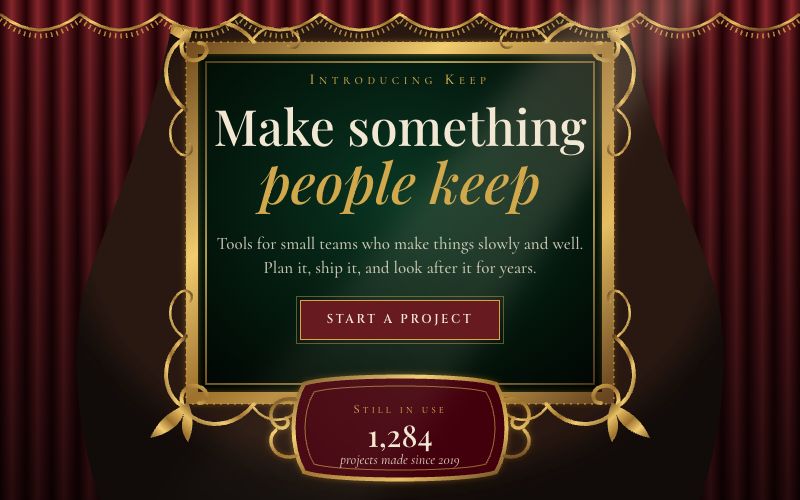 Introducing Keep
Make something
people keep
Tools for small teams who make things slowly and well.
Plan it, ship it, and look after it for years.
START A PROJECT
Still in use
1,284
projects made since 2019